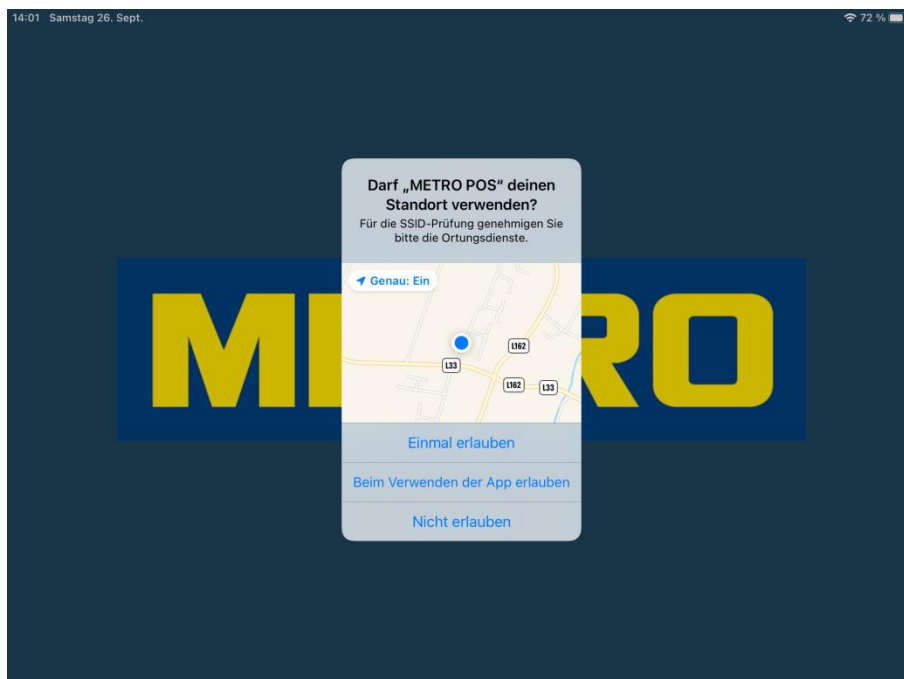 14:01 Samstag 26. Sept.
72 %
Darf „METRO POS“ deinen
Standort verwenden?
Für die SSID-Prüfung genehmigen Sie
bitte die Ortungsdienste.
Genau: Ein
L162
L33
L162
L33
M RO
Einmal erlauben
Beim Verwenden der App erlauben
Nicht erlauben